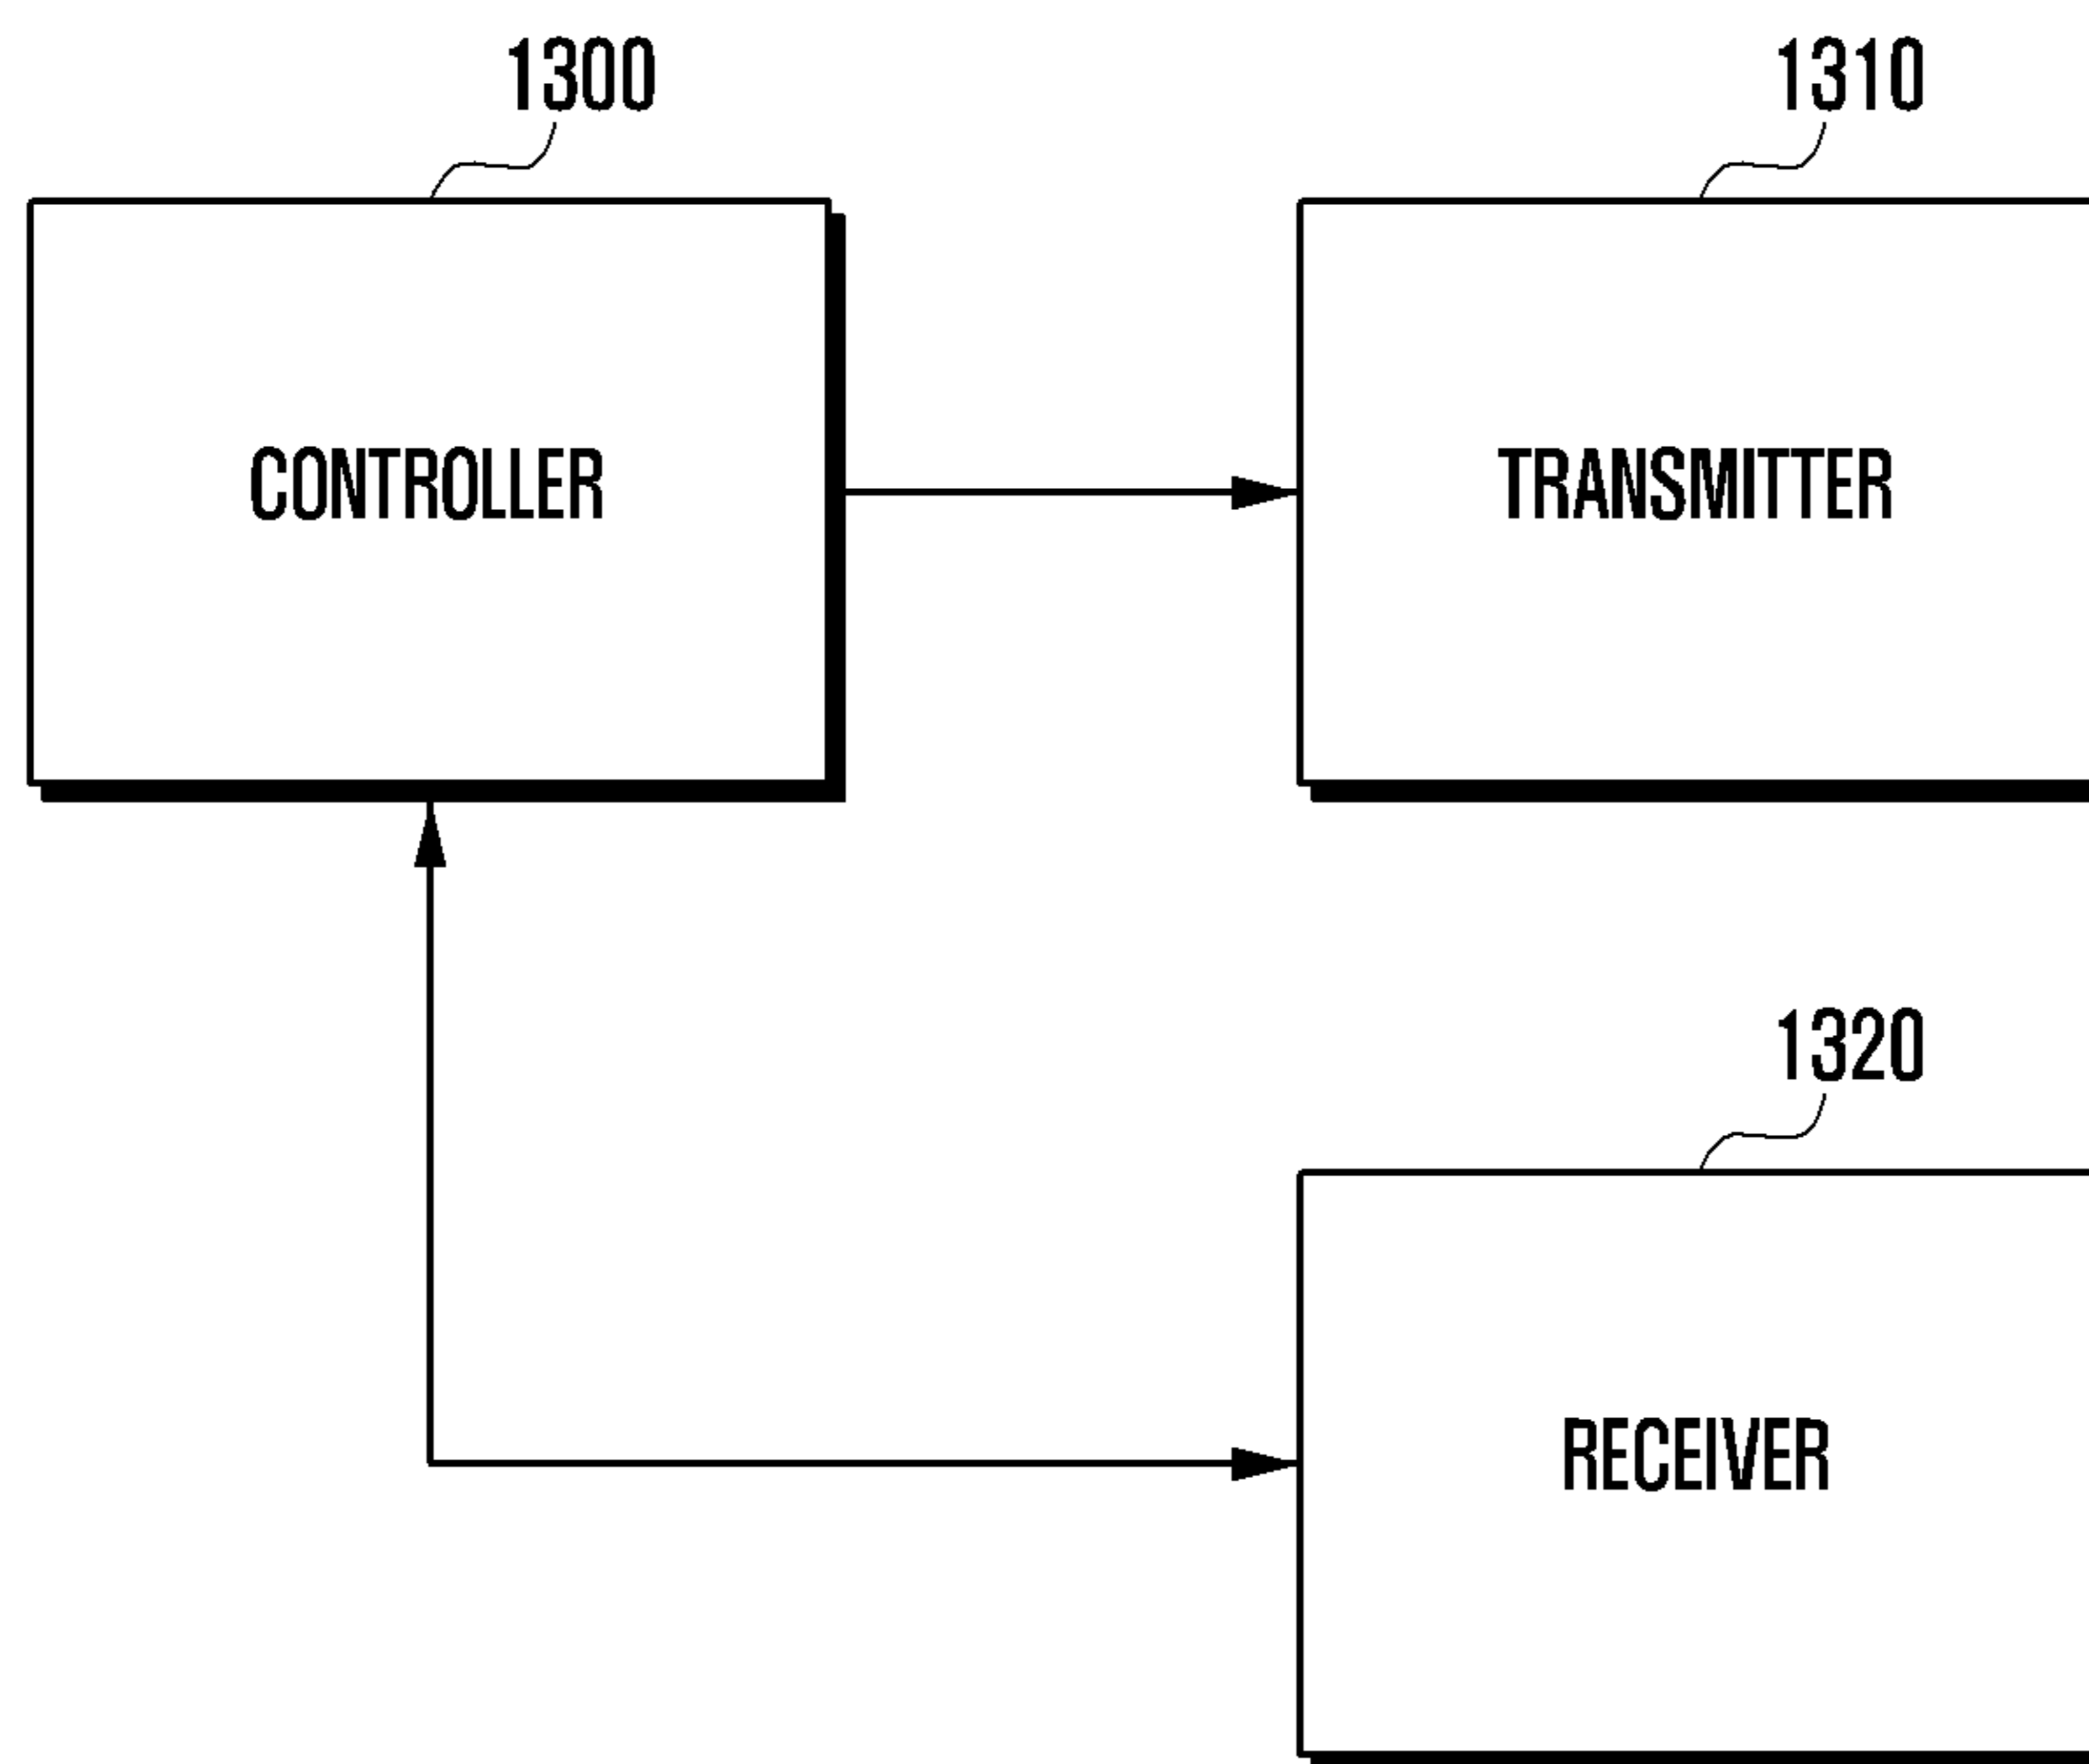 1300
1310
CONTROLLER
TRANSMITTER
1320
RECEIVER